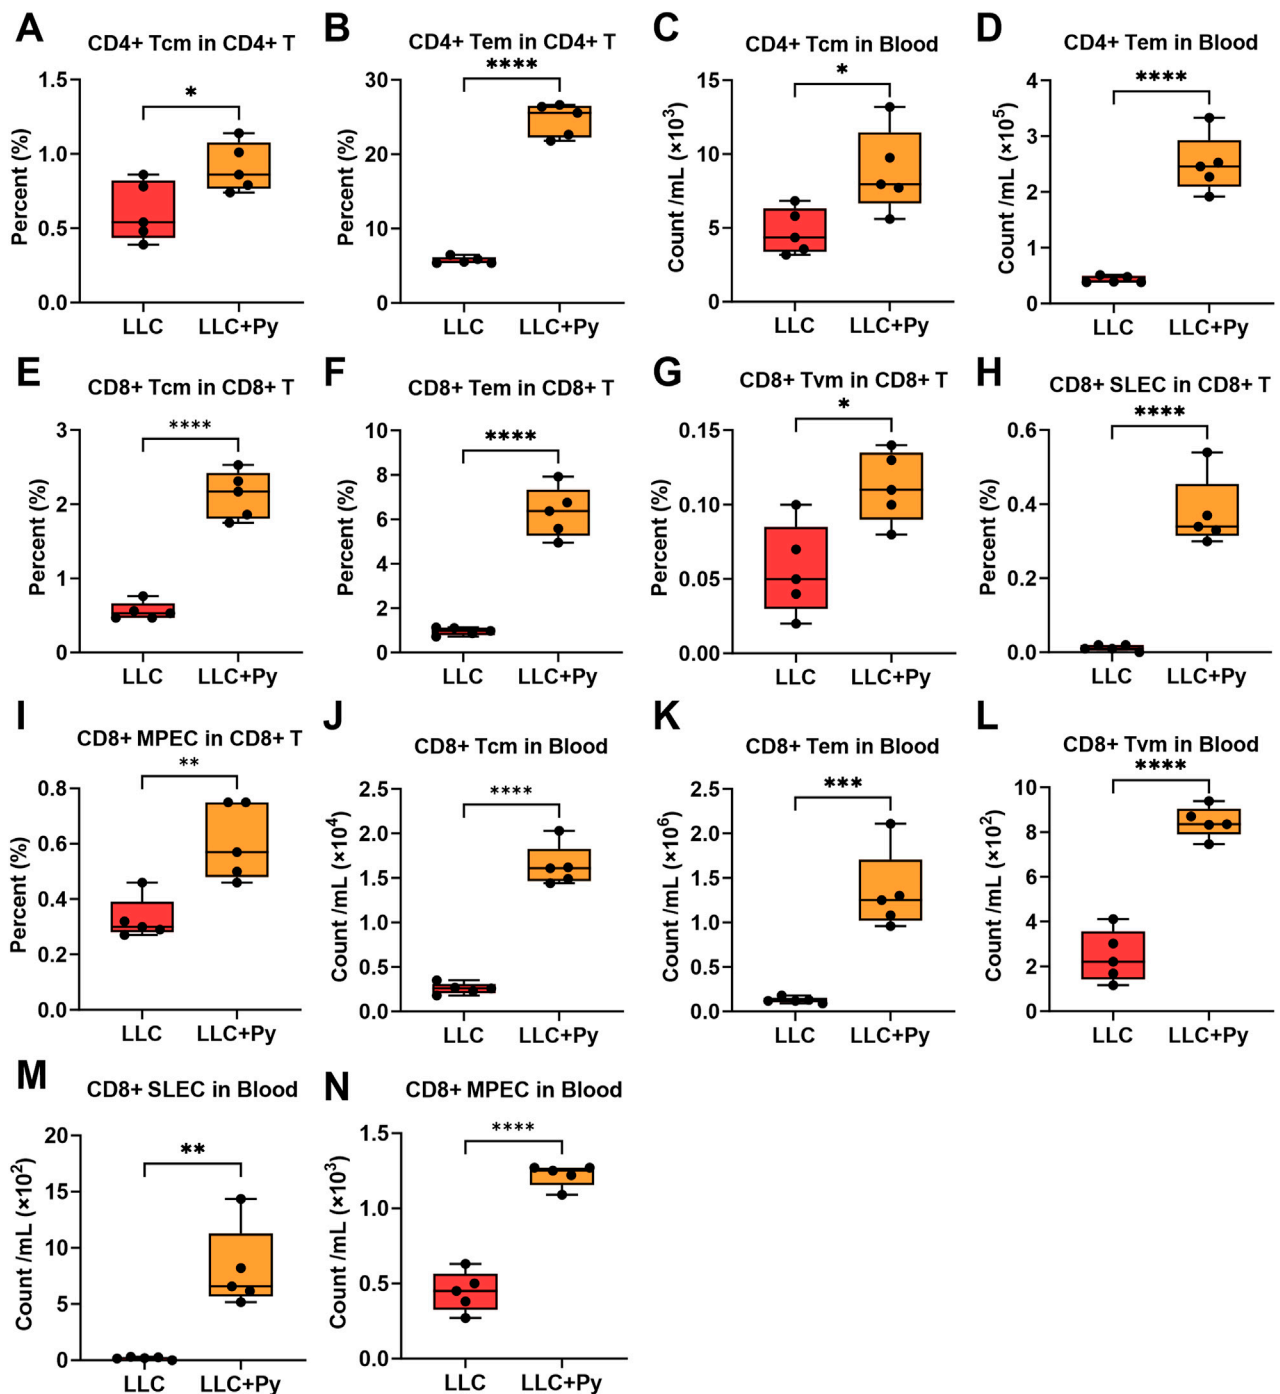 A
CD4+ Tcm in CD4+ T
*
Percent (%)
1.5
1.0
0.5
0.0
LLC
LLC+Py
B
CD4+ Tem in CD4+ T
****
Percent (%)
30
20
10
0
LLC
LLC+Py
C
CD4+ Tcm in Blood
*
Count /mL (×10³)
15
10
5
0
LLC
LLC+Py
D
CD4+ Tem in Blood
****
Count /mL (×10⁵)
4
3
2
1
0
LLC
LLC+Py
E
CD8+ Tcm in CD8+ T
****
Percent (%)
3
2
1
0
LLC
LLC+Py
F
CD8+ Tem in CD8+ T
****
Percent (%)
10
8
6
4
2
0
LLC
LLC+Py
G
CD8+ Tvm in CD8+ T
*
Percent (%)
0.15
0.10
0.05
0.00
LLC
LLC+Py
H
CD8+ SLEC in CD8+ T
****
Percent (%)
0.6
0.4
0.2
0.0
LLC
LLC+Py
I
CD8+ MPEC in CD8+ T
**
Percent (%)
0.8
0.6
0.4
0.2
0.0
LLC
LLC+Py
J
CD8+ Tcm in Blood
****
Count /mL (×10⁴)
2.5
2.0
1.5
1.0
0.5
0.0
LLC
LLC+Py
K
CD8+ Tem in Blood
***
Count /mL (×10⁶)
2.5
2.0
1.5
1.0
0.5
0.0
LLC
LLC+Py
L
CD8+ Tvm in Blood
****
Count /mL (×10²)
10
8
6
4
2
0
LLC
LLC+Py
M
CD8+ SLEC in Blood
**
Count /mL (×10²)
20
15
10
5
0
LLC
LLC+Py
N
CD8+ MPEC in Blood
****
Count /mL (×10³)
1.5
1.0
0.5
0.0
LLC
LLC+Py